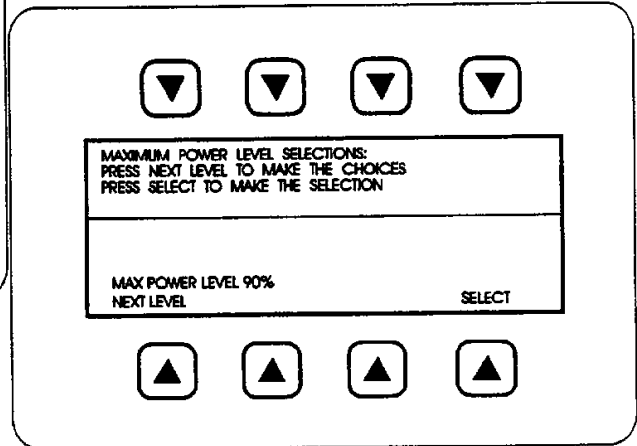 MAXIMUM POWER LEVEL SELECTIONS:
PRESS NEXT LEVEL TO MAKE THE CHOICES
PRESS SELECT TO MAKE THE SELECTION
MAX POWER LEVEL 90%
NEXT LEVEL SELECT